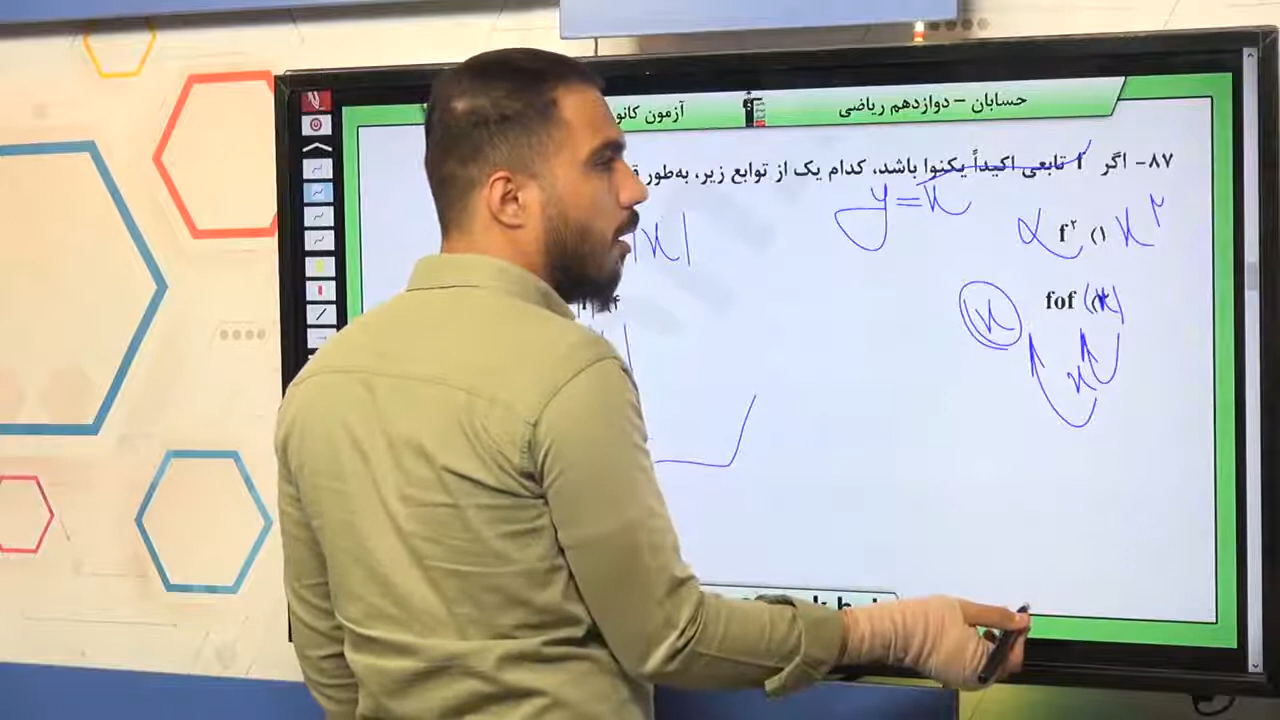 حسابان – دوازدهم ریاضی
آزمون کانو
۸۷- اگر f تابعی اکیداً یکنوا باشد، کدام یک از توابع زیر، به‌طور ق
y=x
۱) f²
x²
|x|
fof (x)
x
x